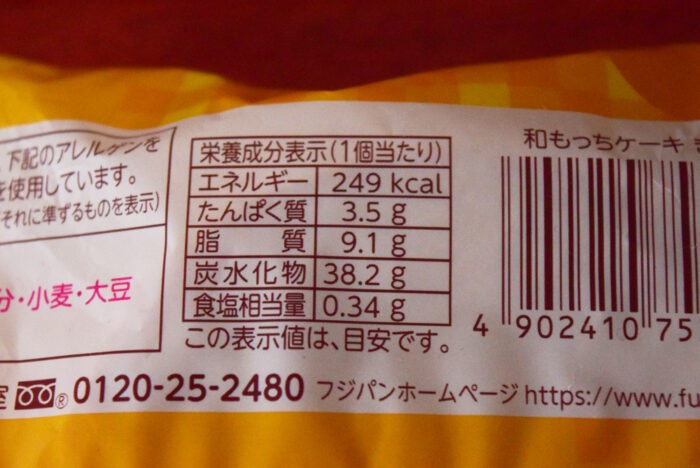 下記のアレルゲンを
使用しています。
それに準ずるものを表示)
分・小麦・大豆
栄養成分表示(1個当たり)
エネルギー 249 kcal
たんぱく質 3.5 g
脂 質 9.1 g
炭水化物 38.2 g
食塩相当量 0.34 g
この表示値は、目安です。
和もっちケーキ
4 902410 75
室 ® 0120-25-2480 フジパンホームページ https://www.fu